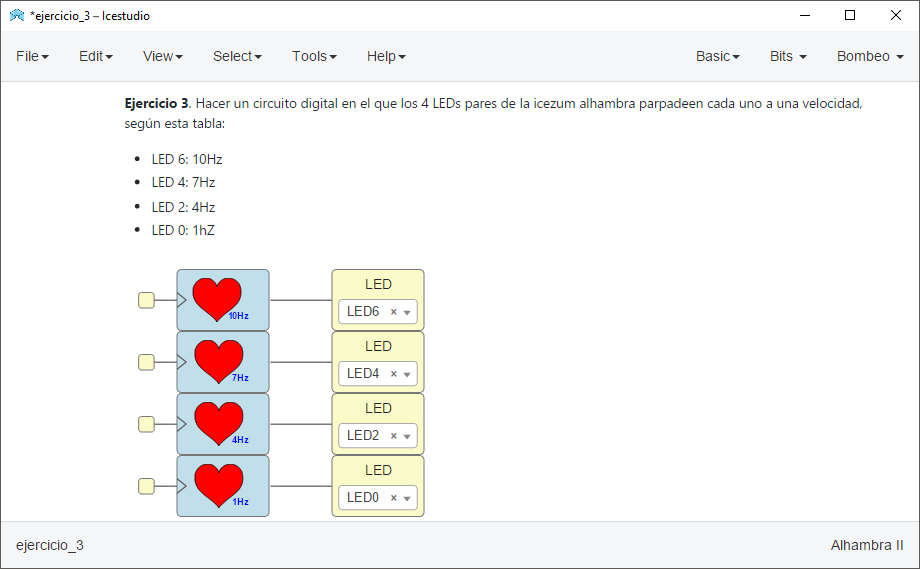 *ejercicio_3 – Icestudio
File Edit View Select Tools Help Basic Bits Bombeo
Ejercicio 3. Hacer un circuito digital en el que los 4 LEDs pares de la icezum alhambra parpadeen cada uno a una velocidad,
según esta tabla:
• LED 6: 10Hz
• LED 4: 7Hz
• LED 2: 4Hz
• LED 0: 1hZ
LED
10Hz LED6 ×
LED
7Hz LED4 ×
LED
4Hz LED2 ×
LED
1Hz LED0 ×
ejercicio_3 Alhambra II